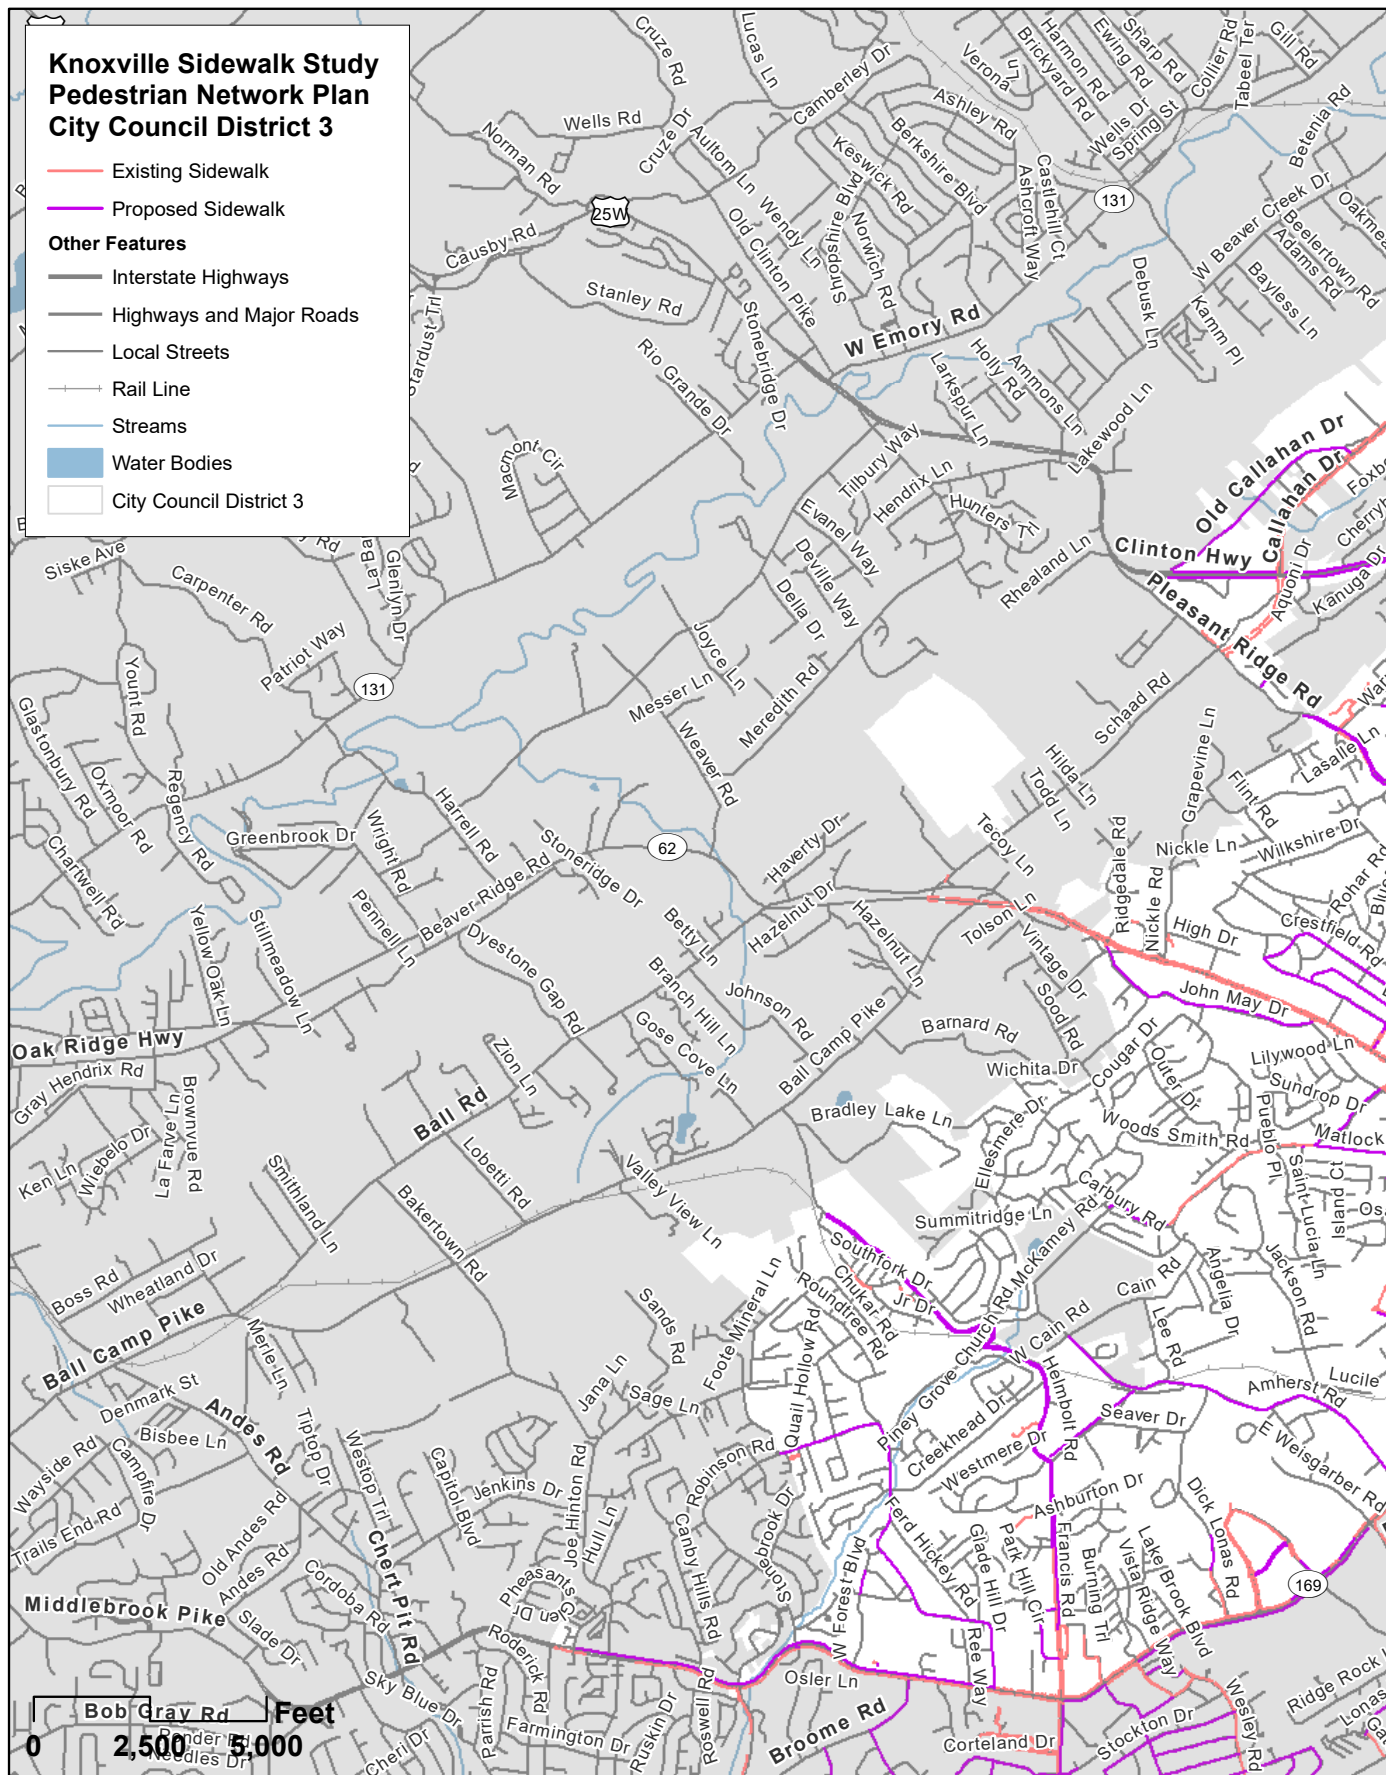 Knoxville Sidewalk Study
Pedestrian Network Plan
City Council District 3
Existing Sidewalk
Proposed Sidewalk
Other Features
Interstate Highways
Highways and Major Roads
Local Streets
Rail Line
Streams
Water Bodies
City Council District 3
Cruze Rd
Lucas Ln
Camberley Dr
Verona
Ln
Brickyard Rd
Harmon Rd
Ewing Rd
Sharp Rd
Collier Rd
Tabeel Ter
Gill Rd
Wells Rd
Norman Rd
Cruze Dr
Aultom Ln
Ashley Rd
Wells Dr
Spring St
Betenia Rd
Keswick Rd
Berkshire Blvd
Castlehill Ct
Ashcroft Way
131
25W
Causby Rd
Old Clinton Pike
Wendy Ln
Shropshire Blvd
Norwich Rd
W Beaver Creek Dr
Oakmea
Beelertown Rd
Adams Rd
Bayless Ln
Kamm Pl
Debusk Ln
Stanley Rd
Stonebridge Dr
Stardust Trl
W Emory Rd
Rio Grande Dr
Larkspur Ln
Holly Rd
Ammons Ln
Lakewood Ln
Macmont Cir
Tilbury Way
Hendrix Ln
Hunters Trl
Old Callahan Dr
Callahan Dr
Clinton Hwy
Evanel Way
Deville Way
Della Dr
Rhealand Ln
Pleasant Ridge Rd
Aquoni Dr
Kanuga Dr
Siske Ave
Carpenter Rd
Glenlyn Dr
Patriot Way
131
Yount Rd
Joyce Ln
Messer Ln
Meredith Rd
Weaver Rd
Schaad Rd
Lasalle Ln
Glastonbury Rd
Oxmoor Rd
Regency Rd
Chartwell Rd
Greenbrook Dr
Wright Rd
Harrell Rd
Stoneridge Dr
62
Haverty Dr
Hilda Ln
Todd Ln
Tecoy Ln
Grapevine Ln
Flint Rd
Nickle Ln
Wilkshire Dr
Rohar Rd
Ridgedale Rd
Nickle Rd
High Dr
Crestfield Rd
Yellow Oak Ln
Stillmeadow Ln
Pennell Ln
Beaver Ridge Rd
Dyestone Gap Rd
Betty Ln
Hazelnut Dr
Hazelnut Ln
Tolson Ln
Vintage Dr
Sood Rd
John May Dr
Branch Hill Ln
Gose Cove Ln
Johnson Rd
Ball Camp Pike
Barnard Rd
Wichita Dr
Cougar Dr
Outer Dr
Lilywood Ln
Sundrop Dr
Oak Ridge Hwy
Gray Hendrix Rd
Zion Ln
Ball Rd
Bradley Lake Ln
Ellesmere Dr
Woods Smith Rd
Pueblo Pl
Matlock
Ken Ln
Wiebelo Dr
La Farve Ln
Brownvue Rd
Smithland Ln
Lobetti Rd
Bakertown Rd
Valley View Ln
Summitridge Ln
Carbury Rd
McKamey Rd
Saint Lucia Ln
Island Ct
Boss Rd
Wheatland Dr
Ball Camp Pike
Merle Ln
Sands Rd
Foote Mineral Ln
Southfork Dr
Chukar Rd
Jr Dr
Roundtree Rd
Quail Hollow Rd
Piney Grove Church Rd
W Cain Rd
Cain Rd
Angelia Dr
Jackson Rd
Lee Rd
Lucile
Amherst Rd
Denmark St
Bisbee Ln
Andes Rd
Jana Ln
Sage Ln
Robinson Rd
Creekhead Dr
Westmere Dr
Helmbolt Rd
Seaver Dr
E Weisgarber Rd
Wayside Rd
Campfire Dr
Trails End Rd
Tiptop Dr
Westop Trl
Capitol Blvd
Jenkins Dr
Joe Hinton Rd
Hull Ln
Canby Hills Rd
Stonebrook Dr
W Forest Blvd
Ferd Hickey Rd
Glade Hill Dr
Park Hill Cir
Ashburton Dr
Francis Rd
Burning Trl
Vista Ridge Way
Lake Brook Blvd
Dick Lonas Rd
169
Old Andes Rd
Andes Rd
Cordoba Rd
Chert Pit Rd
Pheasants Glen Dr
Middlebrook Pike
Slade Dr
Sky Blue Dr
Roderick Rd
Parrish Rd
Farmington Dr
Ruskin Dr
Roswell Rd
Osler Ln
Ree Way
Broome Rd
Corteland Dr
Stockton Dr
Wesley Rd
Ridge Rock
Lonas
Bob Gray Rd
Bender Rd
Needles Dr
Cheri Dr
Feet
0 2,500 5,000